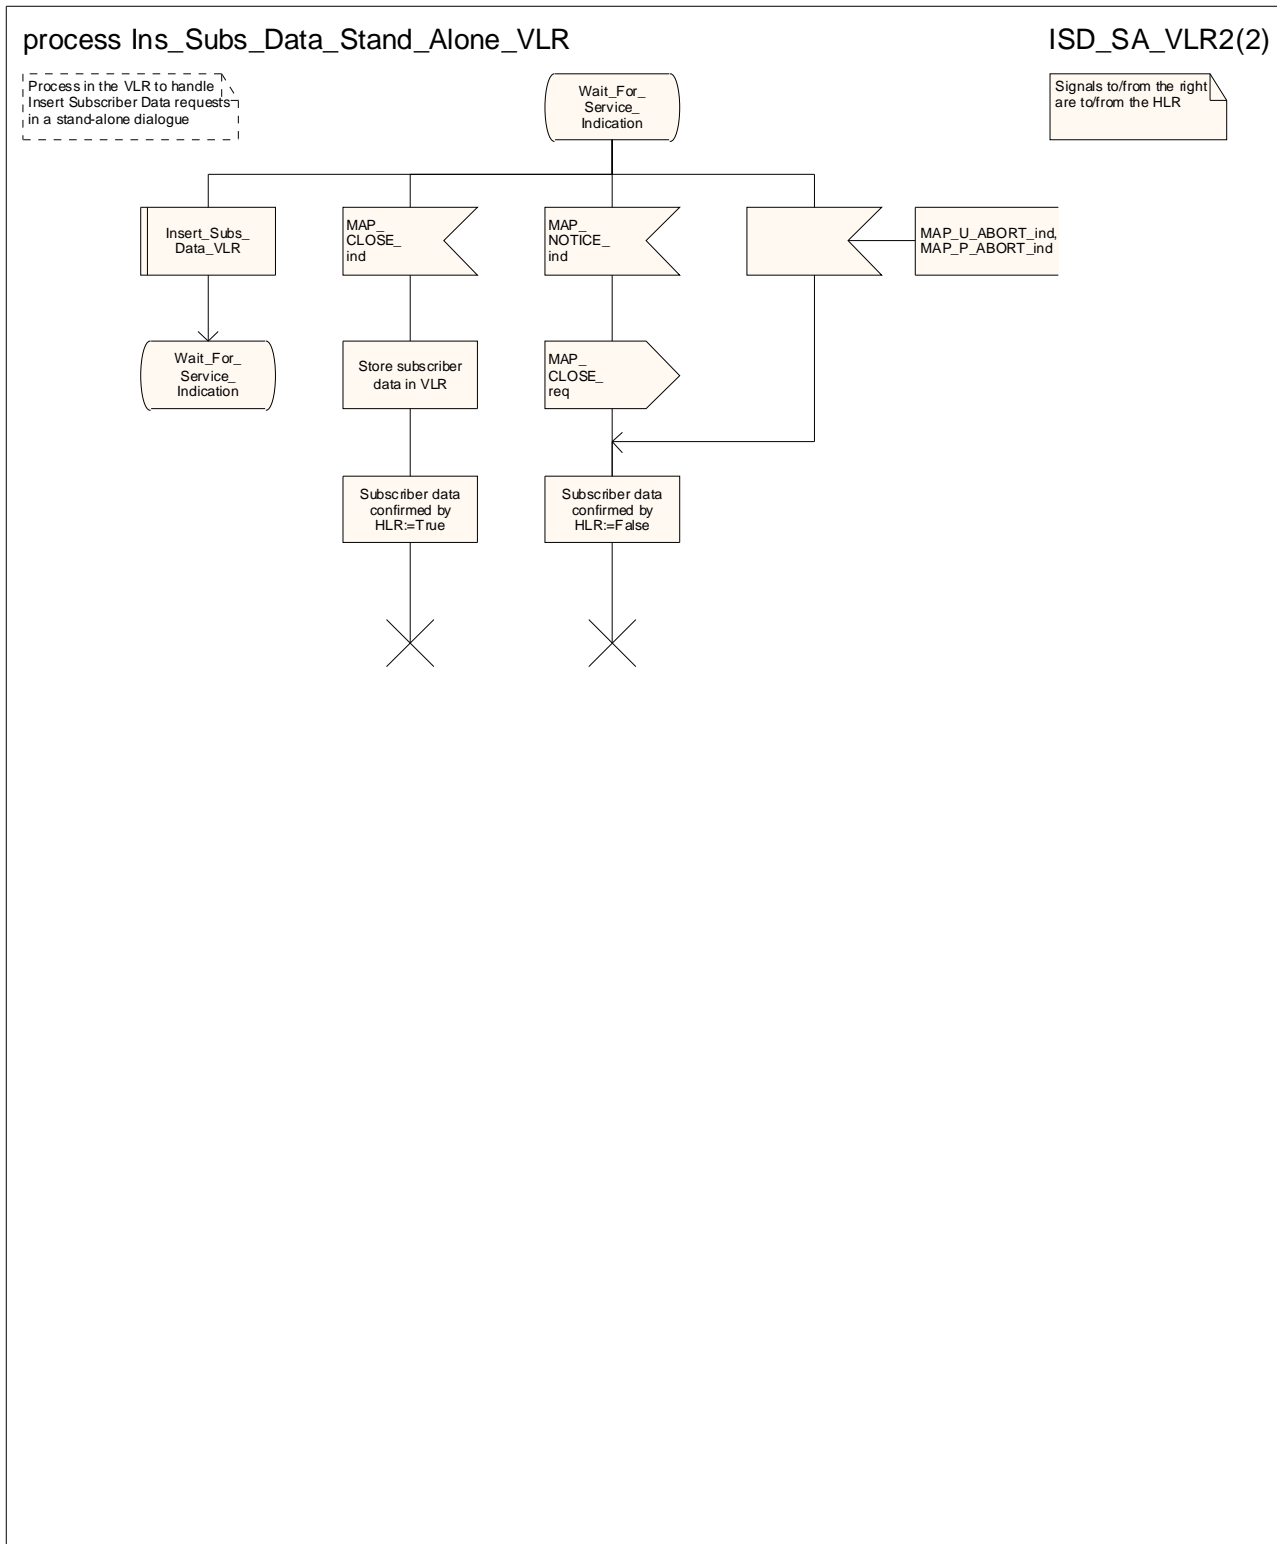 process Ins_Subs_Data_Stand_Alone_VLR
ISD_SA_VLR2(2)
Process in the VLR to handle
Insert Subscriber Data requests
in a stand-alone dialogue
Wait_For_
Service_
Indication
Signals to/from the right
are to/from the HLR
Insert_Subs_
Data_VLR
MAP_
CLOSE_
ind
MAP_
NOTICE_
ind
MAP_U_ABORT_ind,
MAP_P_ABORT_ind
Wait_For_
Service_
Indication
Store subscriber
data in VLR
MAP_
CLOSE_
req
Subscriber data
confirmed by
HLR:=True
Subscriber data
confirmed by
HLR:=False